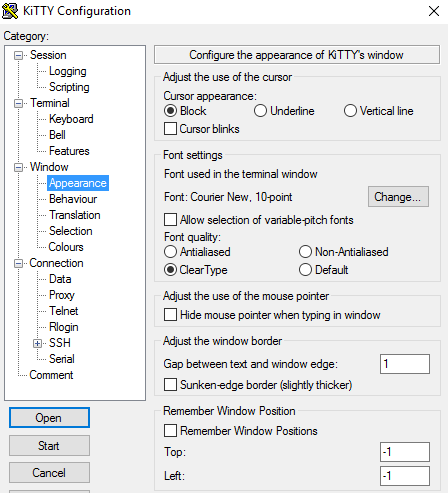 KiTTY Configuration
Category:
Session
Logging
Scripting
Terminal
Keyboard
Bell
Features
Window
Appearance
Behaviour
Translation
Selection
Colours
Connection
Data
Proxy
Telnet
Rlogin
SSH
Serial
Comment
Open
Start
Cancel
Configure the appearance of KiTTY's window
Adjust the use of the cursor
Cursor appearance:
Block Underline Vertical line
Cursor blinks
Font settings
Font used in the terminal window
Font: Courier New, 10-point Change...
Allow selection of variable-pitch fonts
Font quality:
Antialiased Non-Antialiased
ClearType Default
Adjust the use of the mouse pointer
Hide mouse pointer when typing in window
Adjust the window border
Gap between text and window edge: 1
Sunken-edge border (slightly thicker)
Remember Window Position
Remember Window Positions
Top: -1
Left: -1